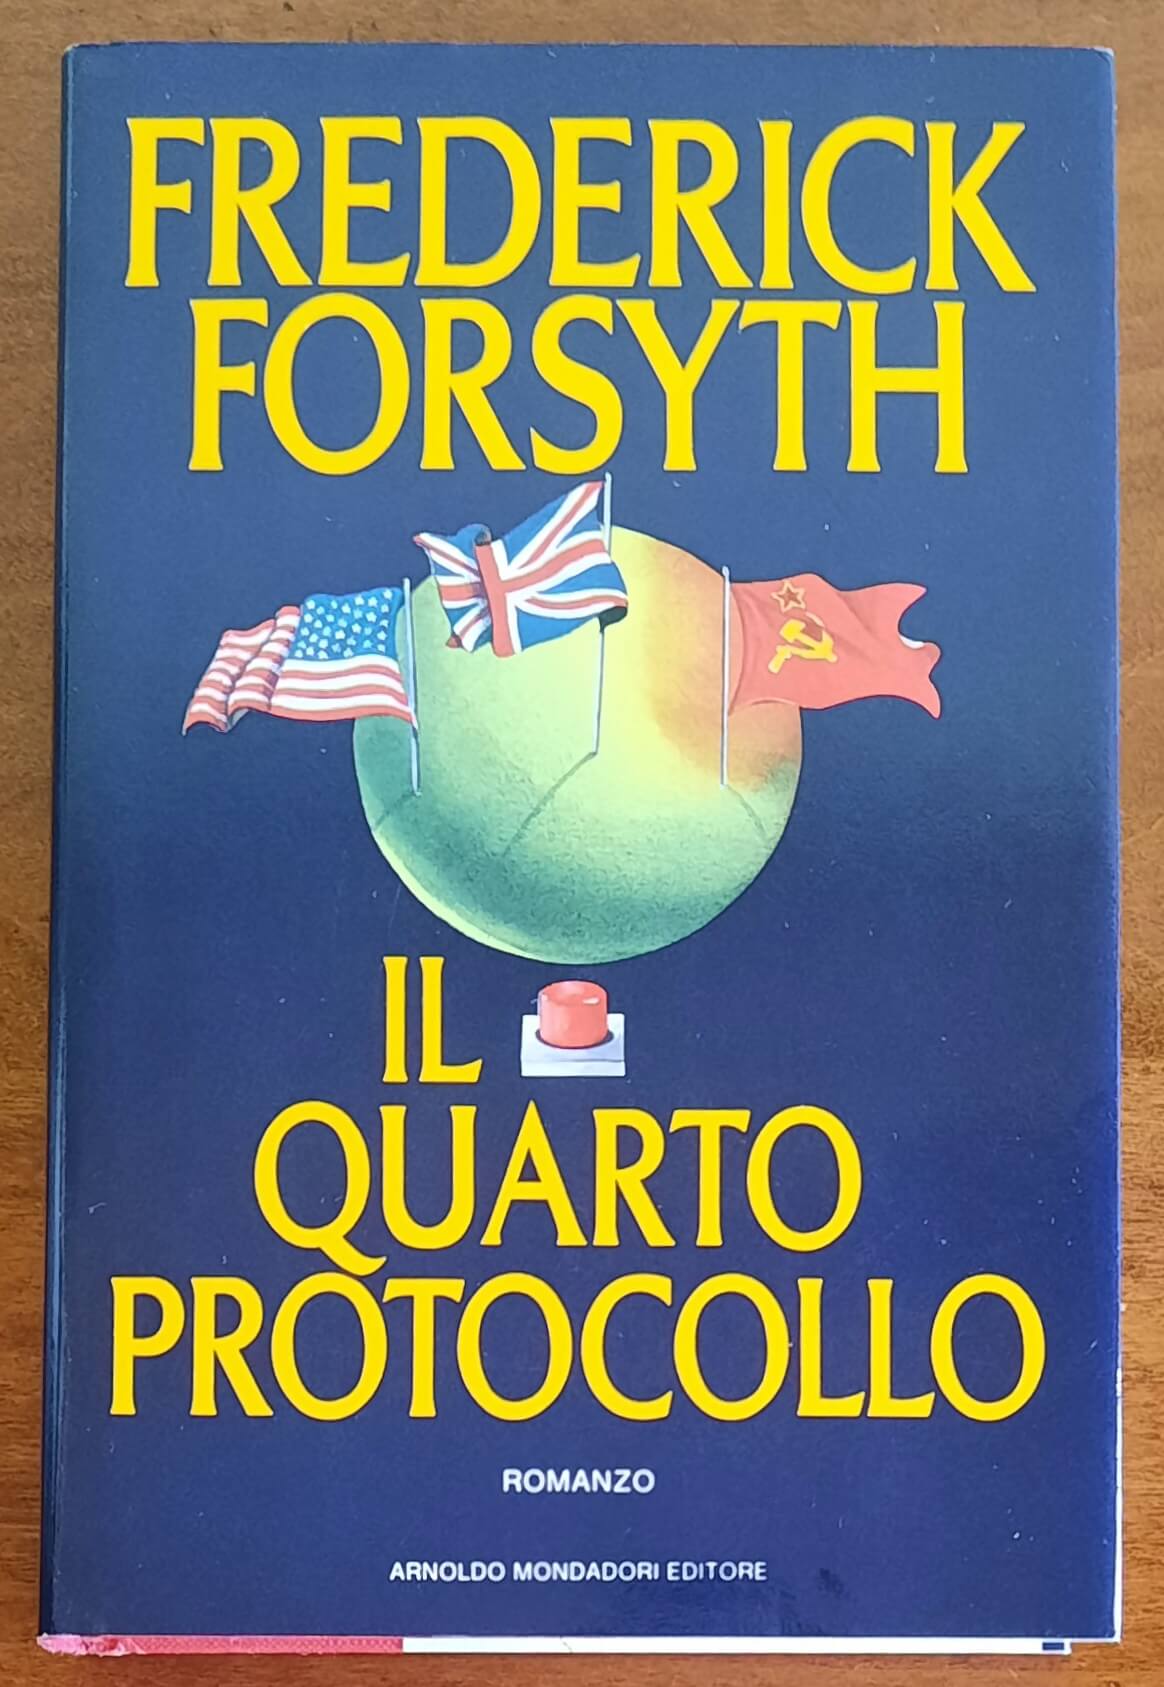 FREDERICK
FORSYTH
IL
QUARTO
PROTOCOLLO
ROMANZO
ARNOLDO MONDADORI EDITORE